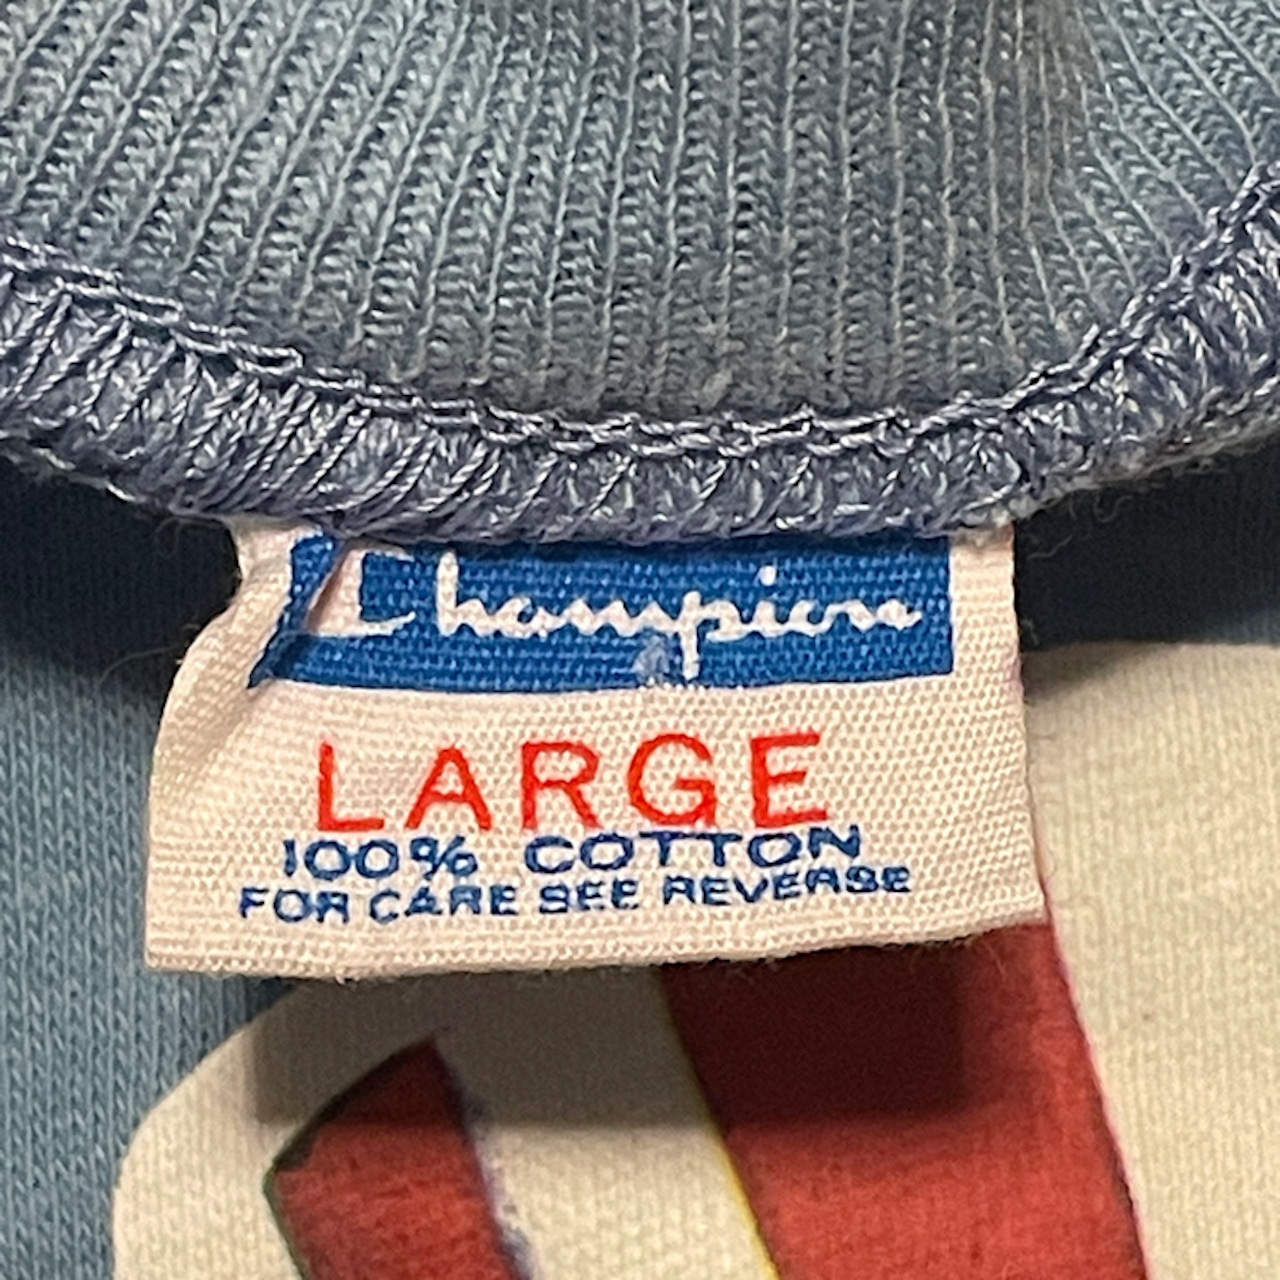 Champion
LARGE
100% COTTON
FOR CARE SEE REVERSE